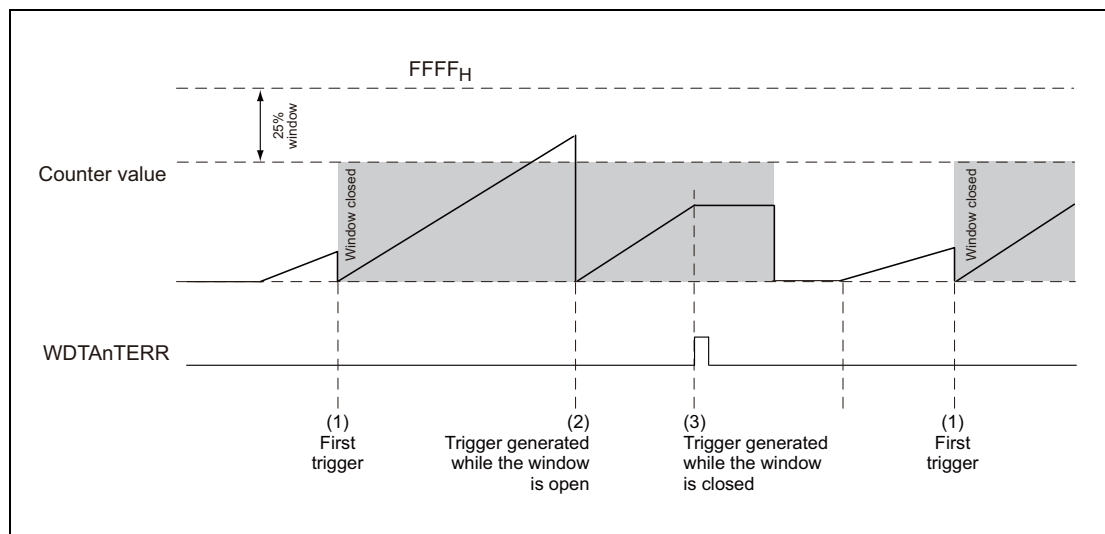 FFFFH
25%
window
Counter value
Window closed
Window closed
WDTAnTERR
(1)
First
trigger
(2)
Trigger generated
while the window
is open
(3)
Trigger generated
while the window
is closed
(1)
First
trigger